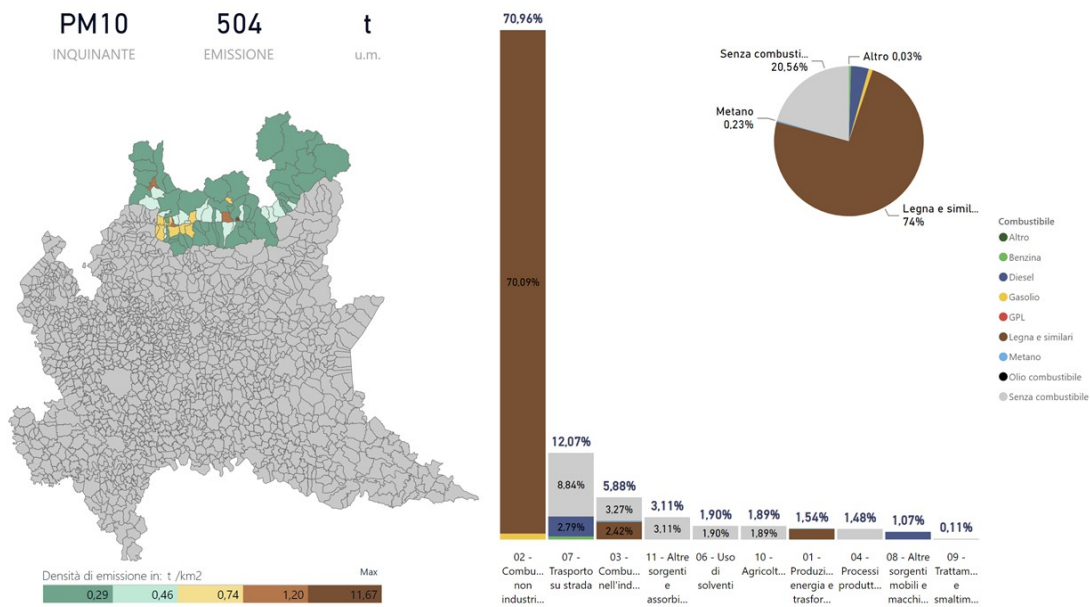 PM10
INQUINANTE
504
EMISSIONE
t
u.m.
Densità di emissione in: t /km2
Max
0,29
0,46
0,74
1,20
11,67
70,96%
70,09%
12,07%
8,84%
2,79%
5,88%
3,27%
2,42%
3,11%
3,11%
1,90%
1,90%
1,89%
1,89%
1,54%
1,48%
1,07%
0,11%
02 -
Combu...
non
industri...
07 -
Trasporto
su strada
03 -
Combu...
nell'ind...
11 - Altre
sorgenti
e
assorbi...
06 - Uso
di
solventi
10 -
Agricolt...
01 -
Produzi...
energia e
trasfor...
04 -
Processi
produtt...
08 - Altre
sorgenti
mobili e
macchi...
09 -
Trattam...
e
smaltim...
Senza combusti...
20,56%
Altro 0,03%
Metano
0,23%
Legna e simil...
74%
Combustibile
Altro
Benzina
Diesel
Gasolio
GPL
Legna e similari
Metano
Olio combustibile
Senza combustibile